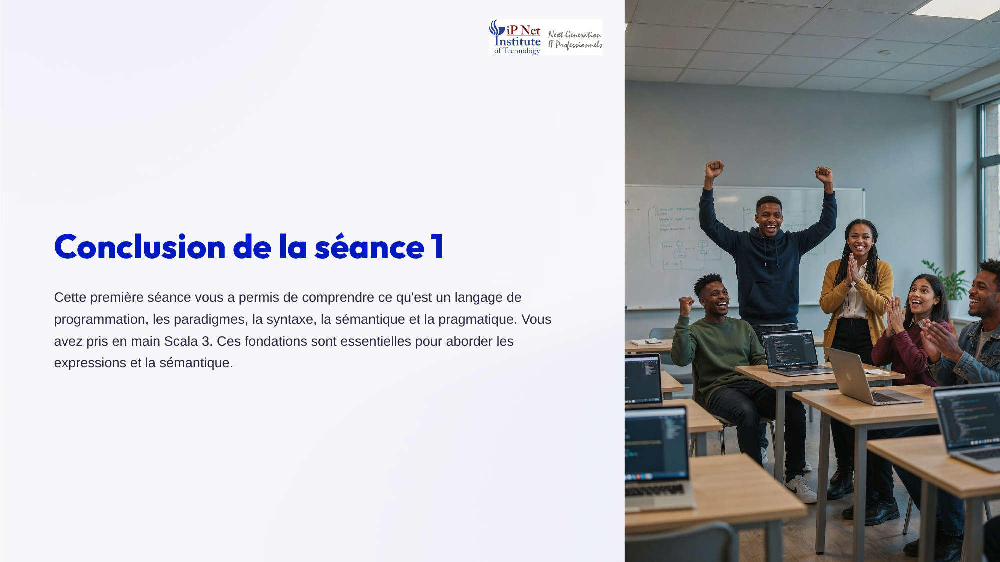 iP Net
Institute
of Technology
Next Generation
IT Professionnels
Conclusion de la séance 1
Cette première séance vous a permis de comprendre ce qu'est un langage de
programmation, les paradigmes, la syntaxe, la sémantique et la pragmatique. Vous
avez pris en main Scala 3. Ces fondations sont essentielles pour aborder les
expressions et la sémantique.